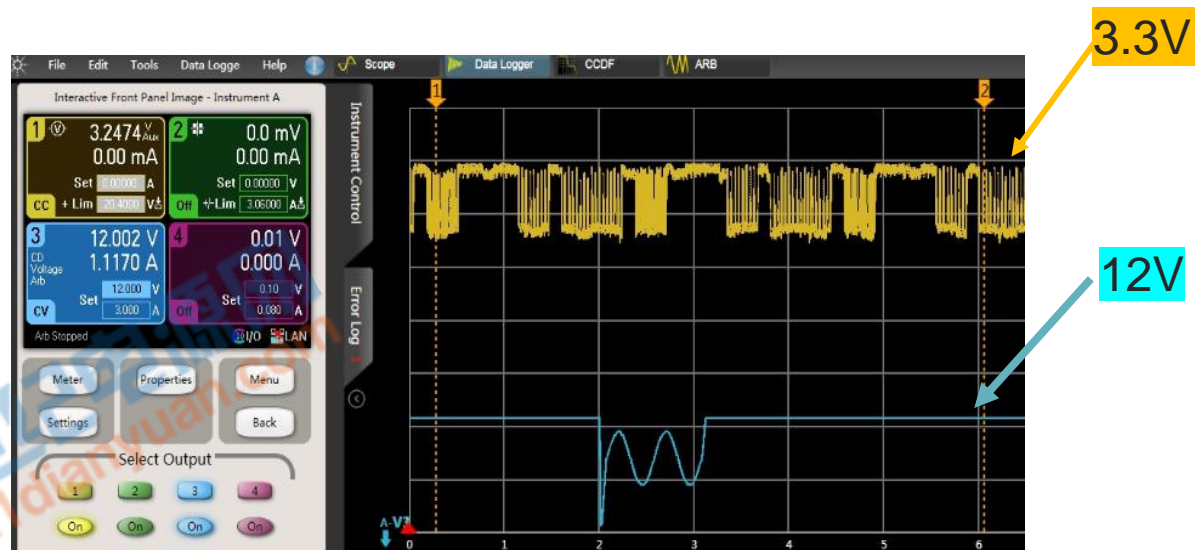 3.3V
File Edit Tools Data Logge Help Scope Data Logger CCDF ARB
Interactive Front Panel Image - Instrument A
1 3.2474 V Aux
0.00 mA
Set 0.00000 A
CC + Lim 20.4000 V
2 0.0 mV
0.00 mA
Set 0.00000 V
Off +/-Lim 3.06000 A
3 12.002 V
CD Voltage Arb
1.1170 A
12.000 V
Set
CV 3.000 A
4 0.01 V
0.000 A
0.10 V
Set
Off 0.080 A
Arb Stopped I/O LAN
Instrument Control
Error Log
Meter Properties Menu
Settings Back
Select Output
1 2 3 4
On On On On
1 2
12V
A-V3
0 1 2 3 4 5 6